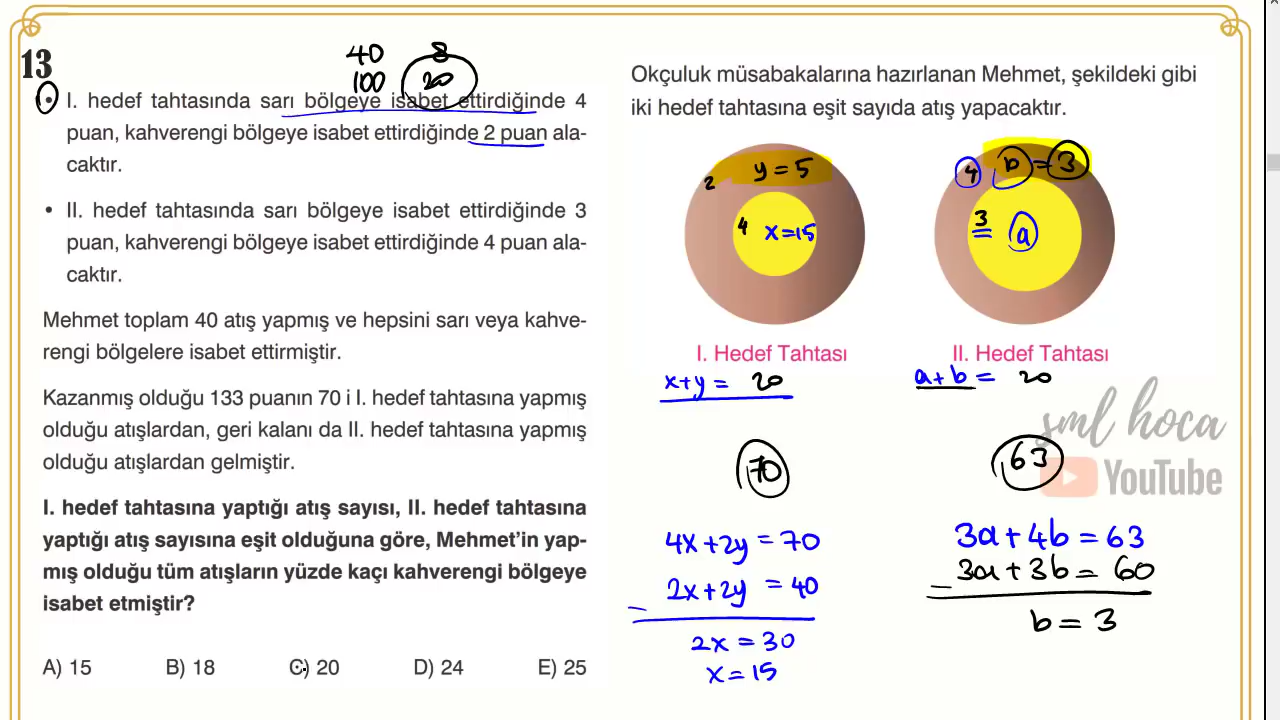 13
40 8
100 20
• I. hedef tahtasında sarı bölgeye isabet ettirdiğinde 4
puan, kahverengi bölgeye isabet ettirdiğinde 2 puan ala-
caktır.
• II. hedef tahtasında sarı bölgeye isabet ettirdiğinde 3
puan, kahverengi bölgeye isabet ettirdiğinde 4 puan ala-
caktır.
Mehmet toplam 40 atış yapmış ve hepsini sarı veya kahve-
rengi bölgelere isabet ettirmiştir.
Kazanmış olduğu 133 puanın 70 i I. hedef tahtasına yapmış
olduğu atışlardan, geri kalanı da II. hedef tahtasına yapmış
olduğu atışlardan gelmiştir.
I. hedef tahtasına yaptığı atış sayısı, II. hedef tahtasına
yaptığı atış sayısına eşit olduğuna göre, Mehmet'in yap-
mış olduğu tüm atışların yüzde kaçı kahverengi bölgeye
isabet etmiştir?
A) 15 B) 18 C) 20 D) 24 E) 25
Okçuluk müsabakalarına hazırlanan Mehmet, şekildeki gibi
iki hedef tahtasına eşit sayıda atış yapacaktır.
2 y = 5
4 x = 15
I. Hedef Tahtası
x+y = 20
70
4x+2y = 70
2x+2y = 40
2x = 30
x = 15
4 b = 3
3 a
II. Hedef Tahtası
a+b = 20
63
3a+4b = 63
3a+3b = 60
b = 3
sml hoca
YouTube